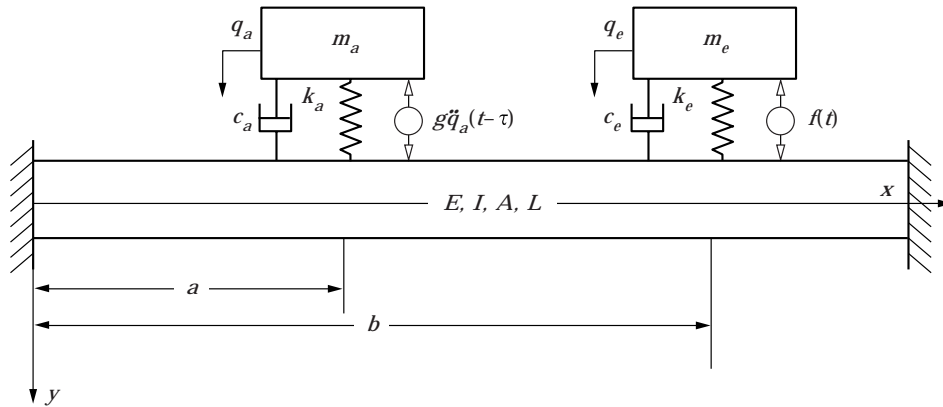 q_a
m_a
q_e
m_e
c_a
k_a
gq̈_a(t– τ)
c_e
k_e
f(t)
E, I, A, L
x
a
b
y